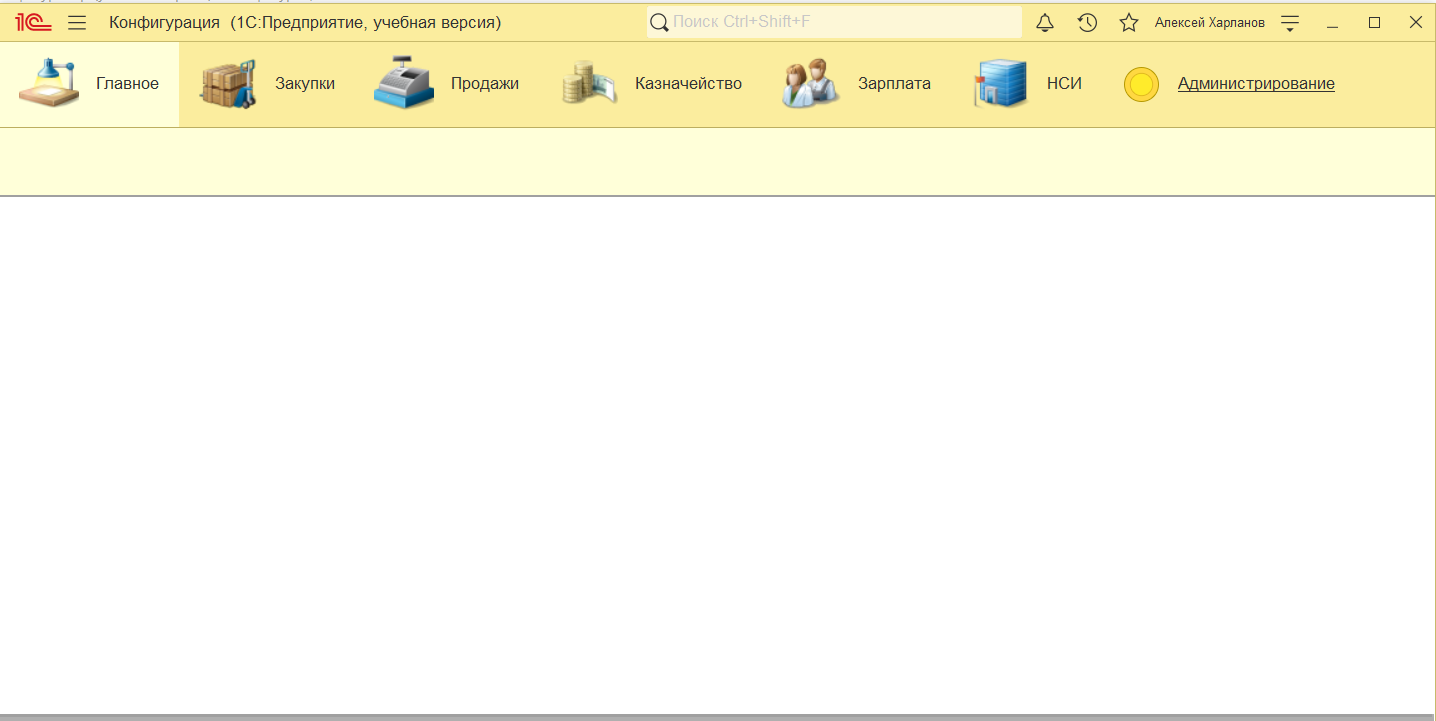 1С Конфигурация (1С:Предприятие, учебная версия) Поиск Ctrl+Shift+F Алексей Харланов
Главное Закупки Продажи Казначейство Зарплата НСИ Администрирование